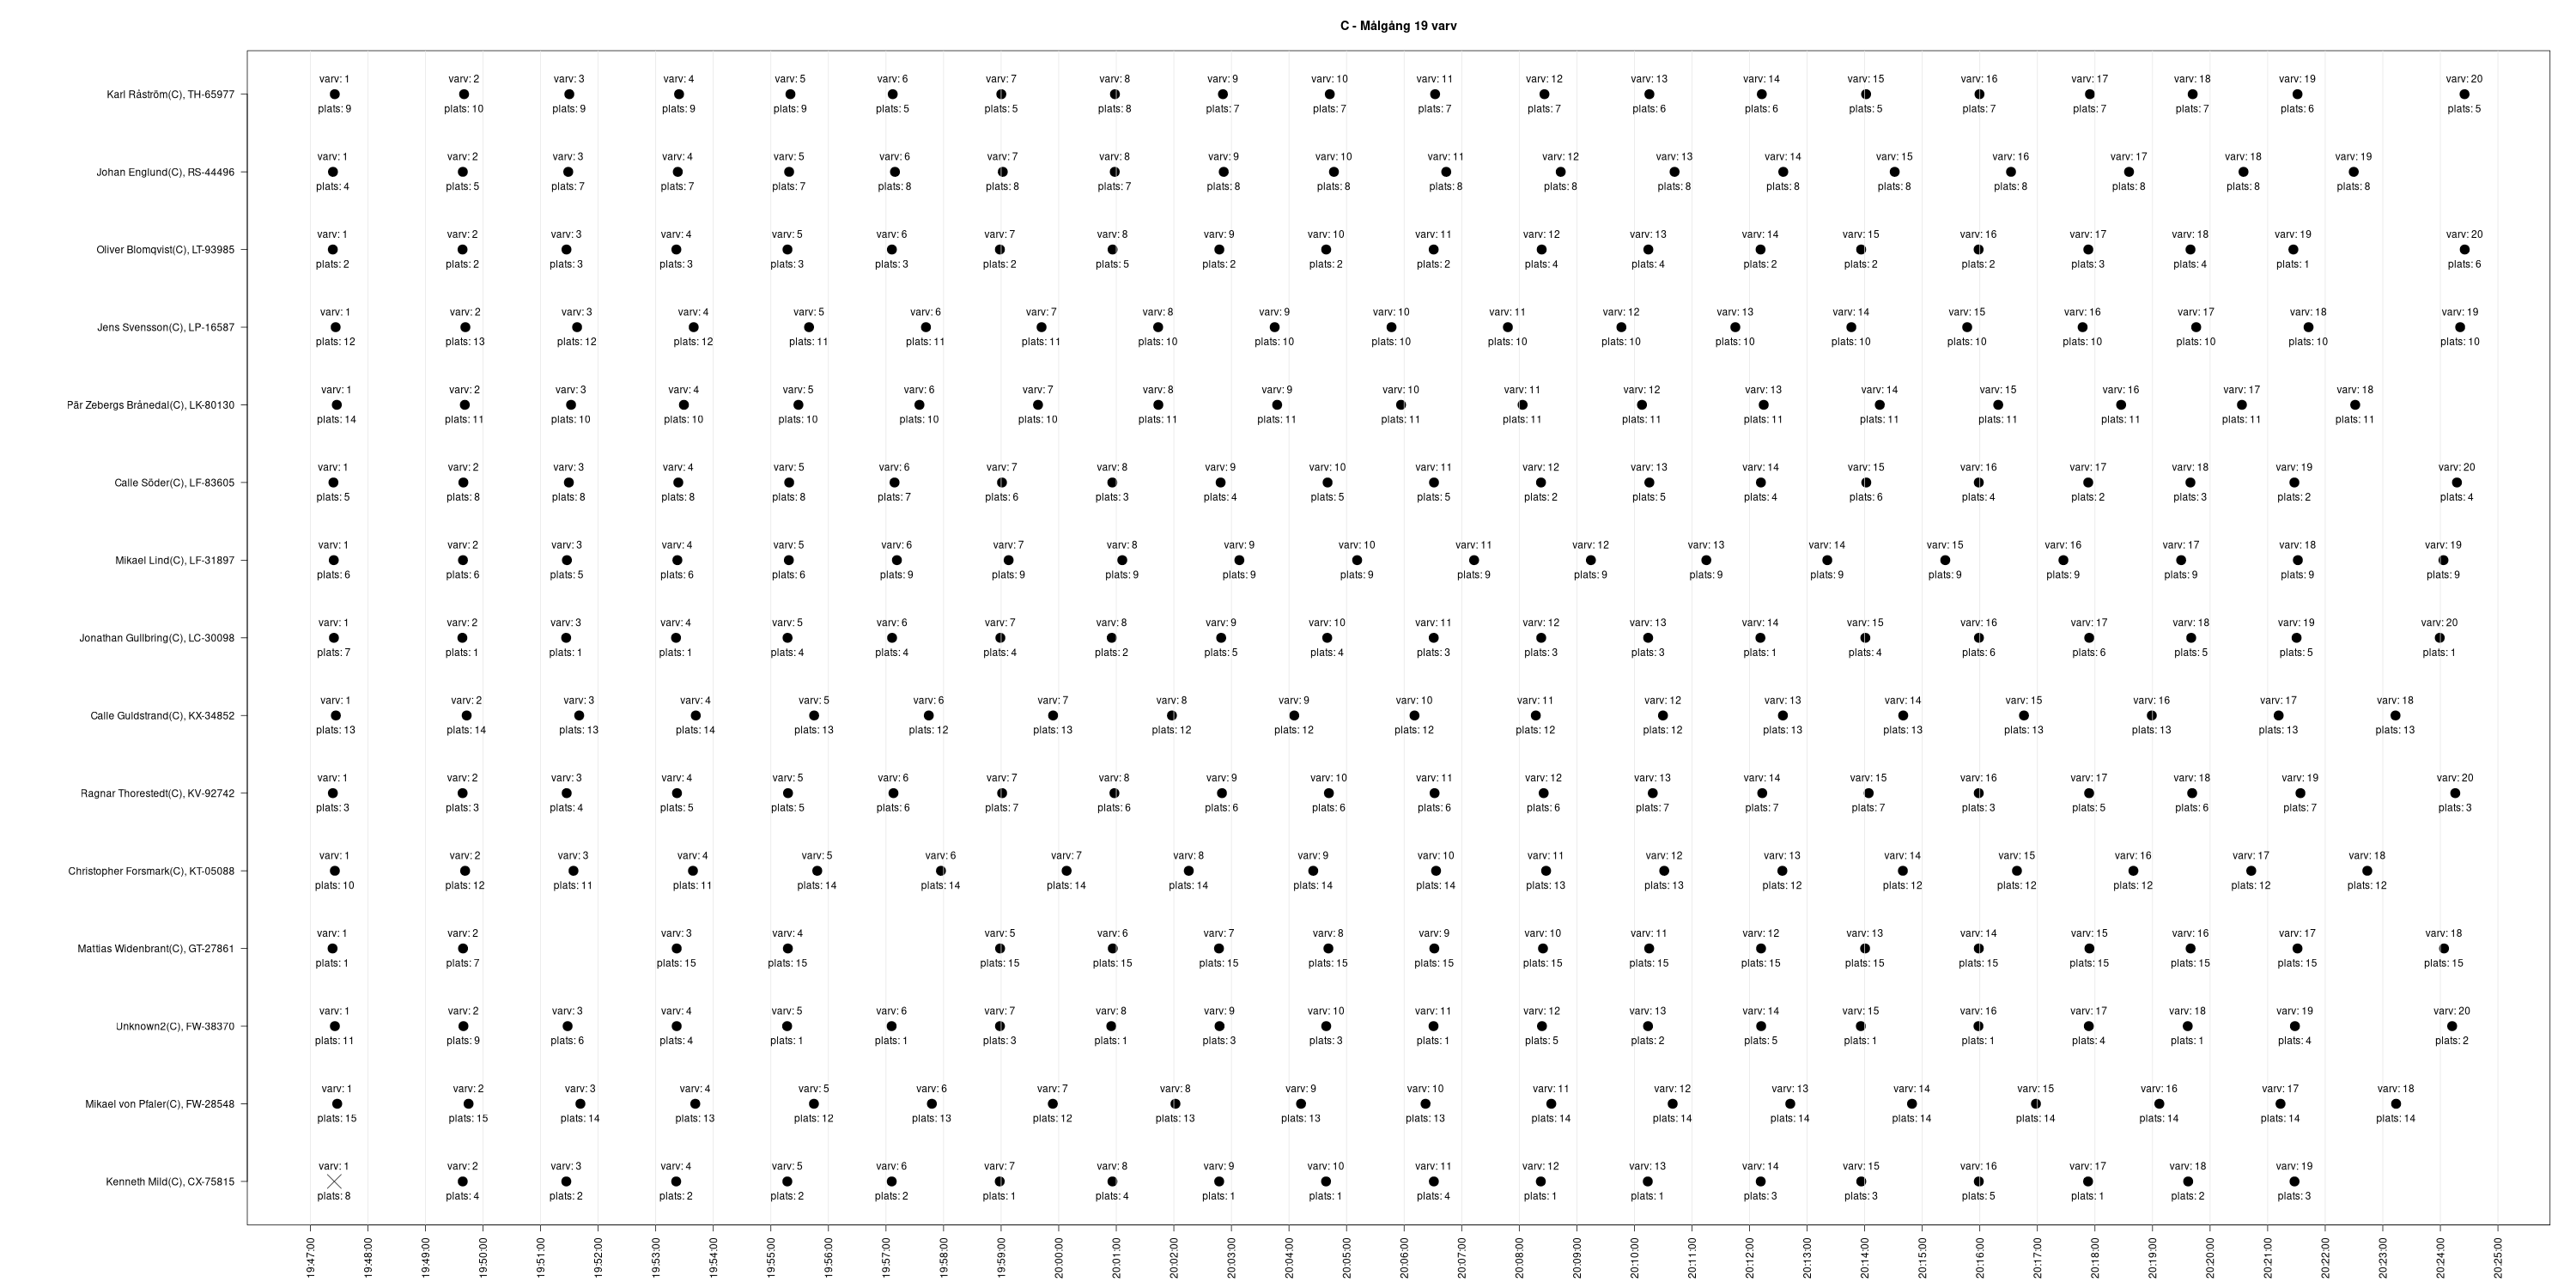 C - Målgång 19 varv
varv: 1 varv: 2 varv: 3 varv: 4 varv: 5 varv: 6 varv: 7 varv: 8 varv: 9 varv: 10 varv: 11 varv: 12 varv: 13 varv: 14 varv: 15 varv: 16 varv: 17 varv: 18 varv: 19 varv: 20
Karl Råström(C), TH-65977
plats: 9 plats: 10 plats: 9 plats: 9 plats: 9 plats: 5 plats: 5 plats: 8 plats: 7 plats: 7 plats: 7 plats: 7 plats: 6 plats: 6 plats: 5 plats: 7 plats: 7 plats: 7 plats: 6 plats: 5
varv: 1 varv: 2 varv: 3 varv: 4 varv: 5 varv: 6 varv: 7 varv: 8 varv: 9 varv: 10 varv: 11 varv: 12 varv: 13 varv: 14 varv: 15 varv: 16 varv: 17 varv: 18 varv: 19
Johan Englund(C), RS-44496
plats: 4 plats: 5 plats: 7 plats: 7 plats: 7 plats: 8 plats: 8 plats: 7 plats: 8 plats: 8 plats: 8 plats: 8 plats: 8 plats: 8 plats: 8 plats: 8 plats: 8 plats: 8 plats: 8
varv: 1 varv: 2 varv: 3 varv: 4 varv: 5 varv: 6 varv: 7 varv: 8 varv: 9 varv: 10 varv: 11 varv: 12 varv: 13 varv: 14 varv: 15 varv: 16 varv: 17 varv: 18 varv: 19 varv: 20
Oliver Blomqvist(C), LT-93985
plats: 2 plats: 2 plats: 3 plats: 3 plats: 3 plats: 3 plats: 2 plats: 5 plats: 2 plats: 2 plats: 2 plats: 4 plats: 4 plats: 2 plats: 2 plats: 2 plats: 3 plats: 4 plats: 1 plats: 6
varv: 1 varv: 2 varv: 3 varv: 4 varv: 5 varv: 6 varv: 7 varv: 8 varv: 9 varv: 10 varv: 11 varv: 12 varv: 13 varv: 14 varv: 15 varv: 16 varv: 17 varv: 18 varv: 19
Jens Svensson(C), LP-16587
plats: 12 plats: 13 plats: 12 plats: 12 plats: 11 plats: 11 plats: 11 plats: 10 plats: 10 plats: 10 plats: 10 plats: 10 plats: 10 plats: 10 plats: 10 plats: 10 plats: 10 plats: 10 plats: 10
varv: 1 varv: 2 varv: 3 varv: 4 varv: 5 varv: 6 varv: 7 varv: 8 varv: 9 varv: 10 varv: 11 varv: 12 varv: 13 varv: 14 varv: 15 varv: 16 varv: 17 varv: 18
Pär Zebergs Brånedal(C), LK-80130
plats: 14 plats: 11 plats: 10 plats: 10 plats: 10 plats: 10 plats: 10 plats: 11 plats: 11 plats: 11 plats: 11 plats: 11 plats: 11 plats: 11 plats: 11 plats: 11 plats: 11 plats: 11
varv: 1 varv: 2 varv: 3 varv: 4 varv: 5 varv: 6 varv: 7 varv: 8 varv: 9 varv: 10 varv: 11 varv: 12 varv: 13 varv: 14 varv: 15 varv: 16 varv: 17 varv: 18 varv: 19 varv: 20
Calle Söder(C), LF-83605
plats: 5 plats: 8 plats: 8 plats: 8 plats: 8 plats: 7 plats: 6 plats: 3 plats: 4 plats: 5 plats: 5 plats: 2 plats: 5 plats: 4 plats: 6 plats: 4 plats: 2 plats: 3 plats: 2 plats: 4
varv: 1 varv: 2 varv: 3 varv: 4 varv: 5 varv: 6 varv: 7 varv: 8 varv: 9 varv: 10 varv: 11 varv: 12 varv: 13 varv: 14 varv: 15 varv: 16 varv: 17 varv: 18 varv: 19
Mikael Lind(C), LF-31897
plats: 6 plats: 6 plats: 5 plats: 6 plats: 6 plats: 9 plats: 9 plats: 9 plats: 9 plats: 9 plats: 9 plats: 9 plats: 9 plats: 9 plats: 9 plats: 9 plats: 9 plats: 9 plats: 9
varv: 1 varv: 2 varv: 3 varv: 4 varv: 5 varv: 6 varv: 7 varv: 8 varv: 9 varv: 10 varv: 11 varv: 12 varv: 13 varv: 14 varv: 15 varv: 16 varv: 17 varv: 18 varv: 19 varv: 20
Jonathan Gullbring(C), LC-30098
plats: 7 plats: 1 plats: 1 plats: 1 plats: 4 plats: 4 plats: 4 plats: 2 plats: 5 plats: 4 plats: 3 plats: 3 plats: 3 plats: 1 plats: 4 plats: 6 plats: 6 plats: 5 plats: 5 plats: 1
varv: 1 varv: 2 varv: 3 varv: 4 varv: 5 varv: 6 varv: 7 varv: 8 varv: 9 varv: 10 varv: 11 varv: 12 varv: 13 varv: 14 varv: 15 varv: 16 varv: 17 varv: 18
Calle Guldstrand(C), KX-34852
plats: 13 plats: 14 plats: 13 plats: 14 plats: 13 plats: 12 plats: 13 plats: 12 plats: 12 plats: 12 plats: 12 plats: 12 plats: 13 plats: 13 plats: 13 plats: 13 plats: 13 plats: 13
varv: 1 varv: 2 varv: 3 varv: 4 varv: 5 varv: 6 varv: 7 varv: 8 varv: 9 varv: 10 varv: 11 varv: 12 varv: 13 varv: 14 varv: 15 varv: 16 varv: 17 varv: 18 varv: 19 varv: 20
Ragnar Thorestedt(C), KV-92742
plats: 3 plats: 3 plats: 4 plats: 5 plats: 5 plats: 6 plats: 7 plats: 6 plats: 6 plats: 6 plats: 6 plats: 6 plats: 7 plats: 7 plats: 7 plats: 3 plats: 5 plats: 6 plats: 7 plats: 3
varv: 1 varv: 2 varv: 3 varv: 4 varv: 5 varv: 6 varv: 7 varv: 8 varv: 9 varv: 10 varv: 11 varv: 12 varv: 13 varv: 14 varv: 15 varv: 16 varv: 17 varv: 18
Christopher Forsmark(C), KT-05088
plats: 10 plats: 12 plats: 11 plats: 11 plats: 14 plats: 14 plats: 14 plats: 14 plats: 14 plats: 14 plats: 13 plats: 13 plats: 12 plats: 12 plats: 12 plats: 12 plats: 12 plats: 12
varv: 1 varv: 2 varv: 3 varv: 4 varv: 5 varv: 6 varv: 7 varv: 8 varv: 9 varv: 10 varv: 11 varv: 12 varv: 13 varv: 14 varv: 15 varv: 16 varv: 17 varv: 18
Mattias Widenbrant(C), GT-27861
plats: 1 plats: 7 plats: 15 plats: 15 plats: 15 plats: 15 plats: 15 plats: 15 plats: 15 plats: 15 plats: 15 plats: 15 plats: 15 plats: 15 plats: 15 plats: 15 plats: 15 plats: 15
varv: 1 varv: 2 varv: 3 varv: 4 varv: 5 varv: 6 varv: 7 varv: 8 varv: 9 varv: 10 varv: 11 varv: 12 varv: 13 varv: 14 varv: 15 varv: 16 varv: 17 varv: 18 varv: 19 varv: 20
Unknown2(C), FW-38370
plats: 11 plats: 9 plats: 6 plats: 4 plats: 1 plats: 1 plats: 3 plats: 1 plats: 3 plats: 3 plats: 1 plats: 5 plats: 2 plats: 5 plats: 1 plats: 1 plats: 4 plats: 1 plats: 4 plats: 2
varv: 1 varv: 2 varv: 3 varv: 4 varv: 5 varv: 6 varv: 7 varv: 8 varv: 9 varv: 10 varv: 11 varv: 12 varv: 13 varv: 14 varv: 15 varv: 16 varv: 17 varv: 18
Mikael von Pfaler(C), FW-28548
plats: 15 plats: 15 plats: 14 plats: 13 plats: 12 plats: 13 plats: 12 plats: 13 plats: 13 plats: 13 plats: 14 plats: 14 plats: 14 plats: 14 plats: 14 plats: 14 plats: 14 plats: 14
varv: 1 varv: 2 varv: 3 varv: 4 varv: 5 varv: 6 varv: 7 varv: 8 varv: 9 varv: 10 varv: 11 varv: 12 varv: 13 varv: 14 varv: 15 varv: 16 varv: 17 varv: 18 varv: 19
Kenneth Mild(C), CX-75815
plats: 8 plats: 4 plats: 2 plats: 2 plats: 2 plats: 2 plats: 1 plats: 4 plats: 1 plats: 1 plats: 4 plats: 1 plats: 1 plats: 3 plats: 3 plats: 5 plats: 1 plats: 2 plats: 3
19:47:00 19:48:00 19:49:00 19:50:00 19:51:00 19:52:00 19:53:00 19:54:00 19:55:00 19:56:00 19:57:00 19:58:00 19:59:00 20:00:00 20:01:00 20:02:00 20:03:00 20:04:00 20:05:00 20:06:00 20:07:00 20:08:00 20:09:00 20:10:00 20:11:00 20:12:00 20:13:00 20:14:00 20:15:00 20:16:00 20:17:00 20:18:00 20:19:00 20:20:00 20:21:00 20:22:00 20:23:00 20:24:00 20:25:00